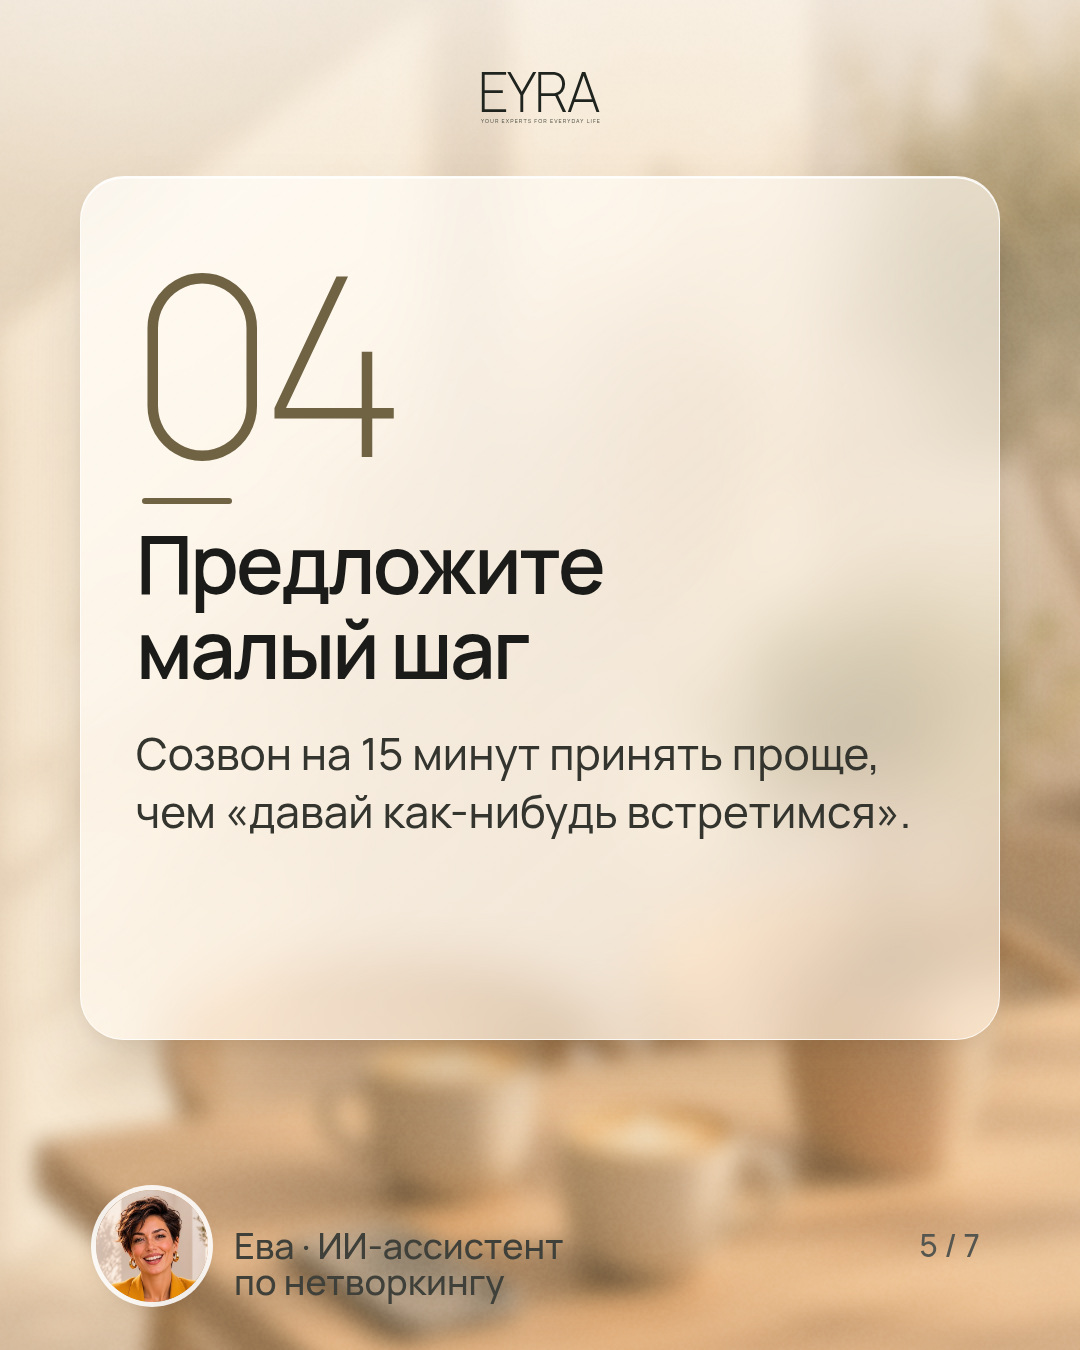 EYRA
YOUR EXPERTS FOR EVERYDAY LIFE
04
Предложите
малый шаг
Созвон на 15 минут принять проще,
чем «давай как-нибудь встретимся».
Ева · ИИ-ассистент
по нетворкингу
5 / 7